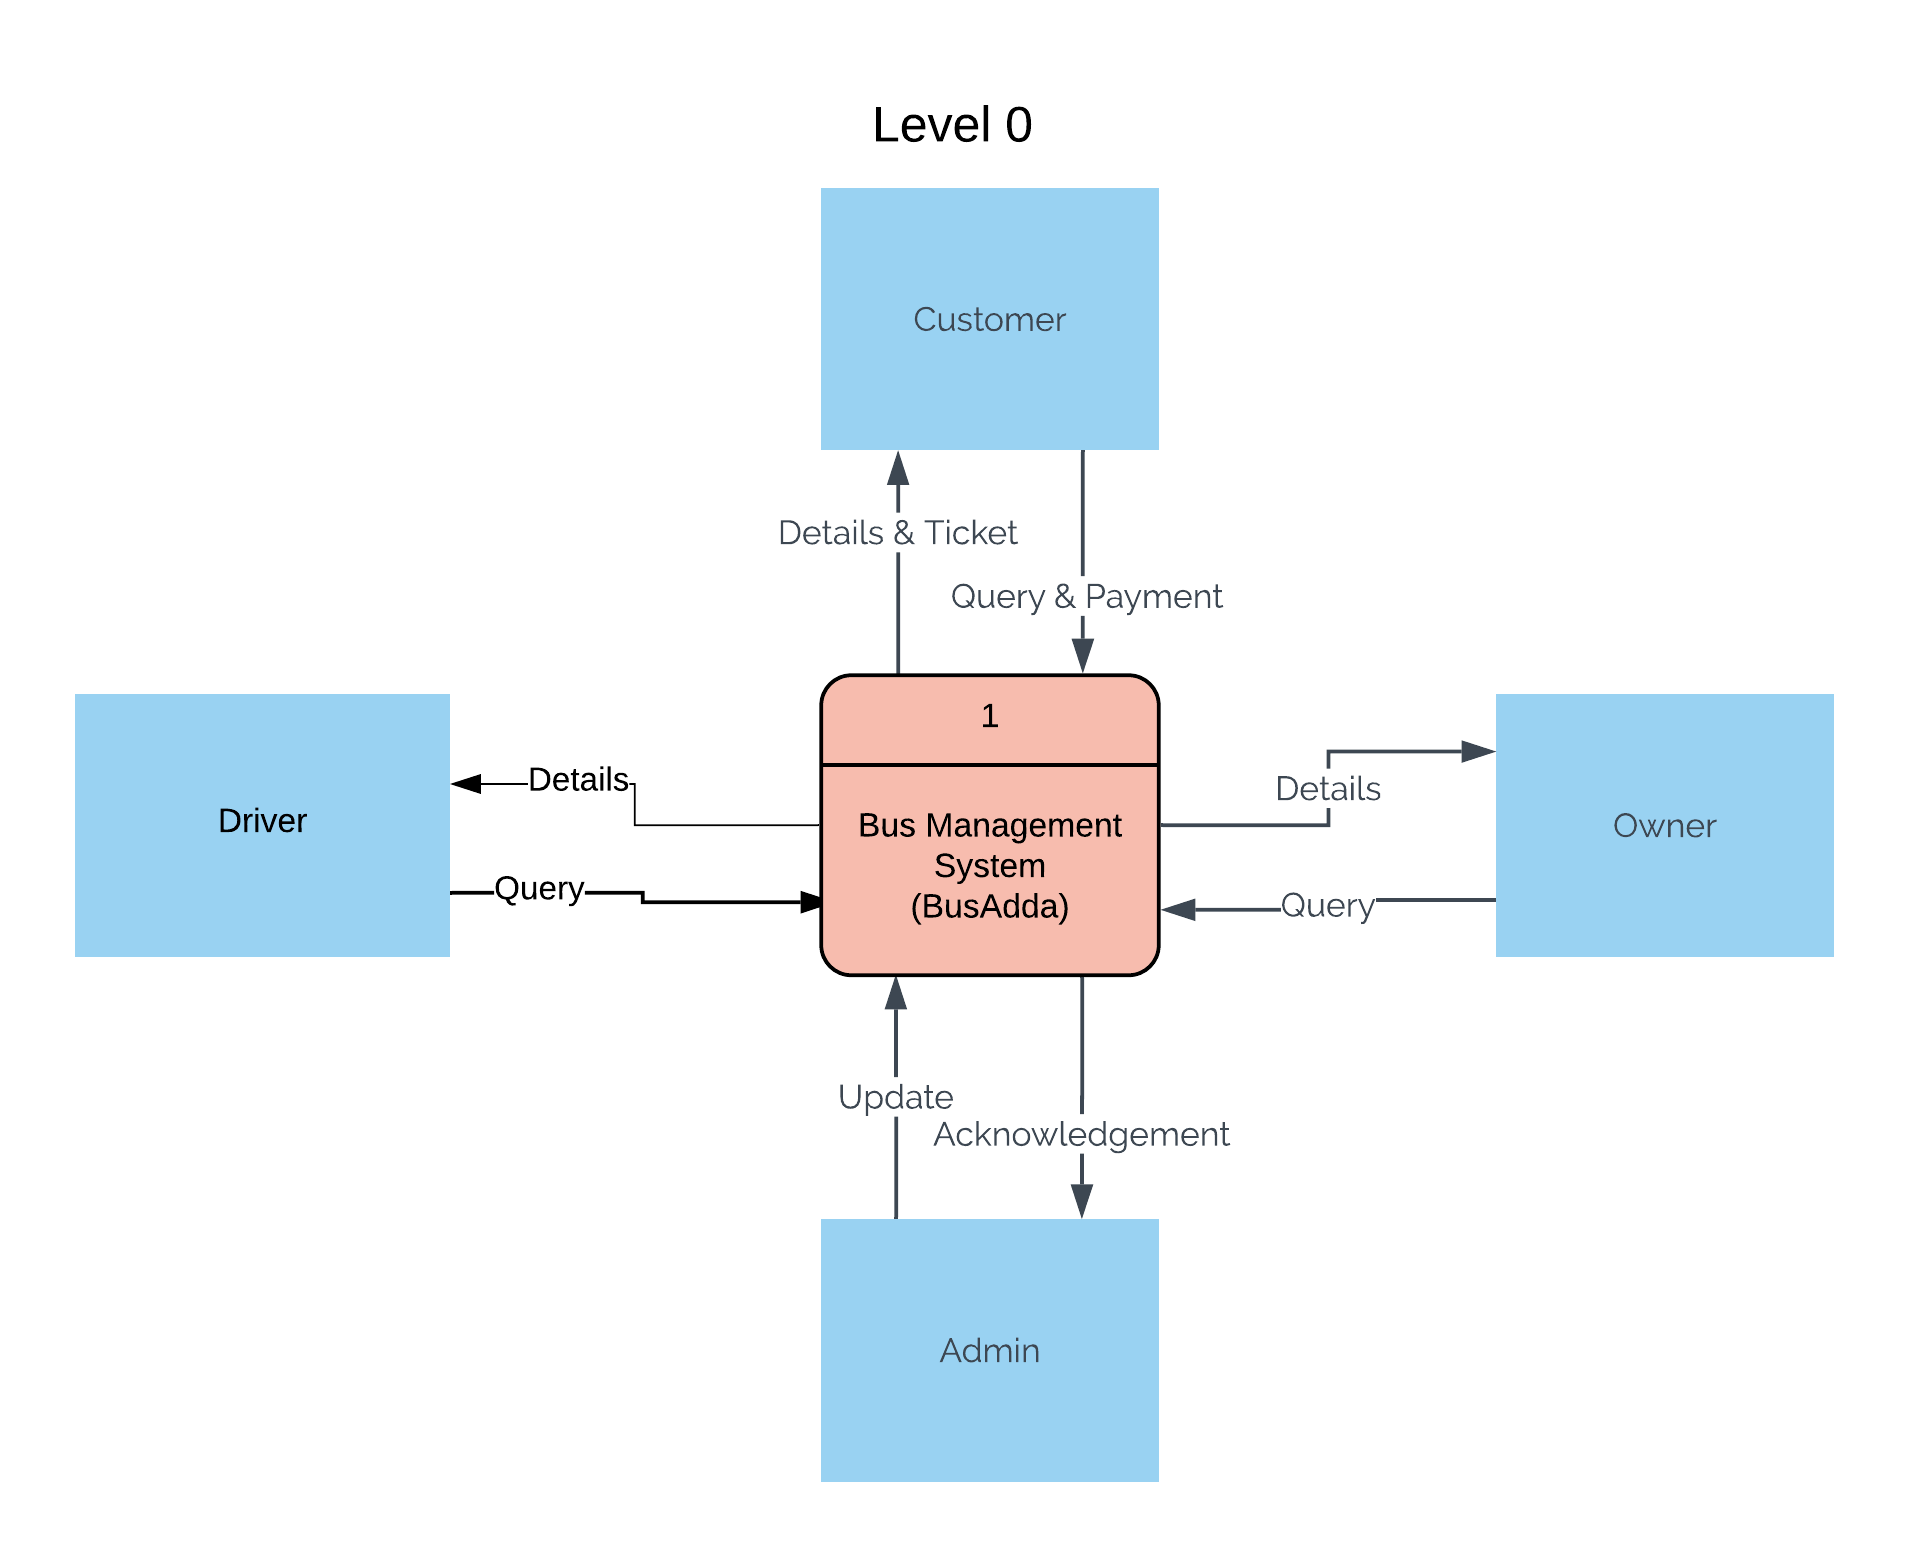 Level 0
Customer
Details & Ticket
Query & Payment
1
Details
Details
Driver
Bus Management
System
(BusAdda)
Owner
Query
Query
Update
Acknowledgement
Admin